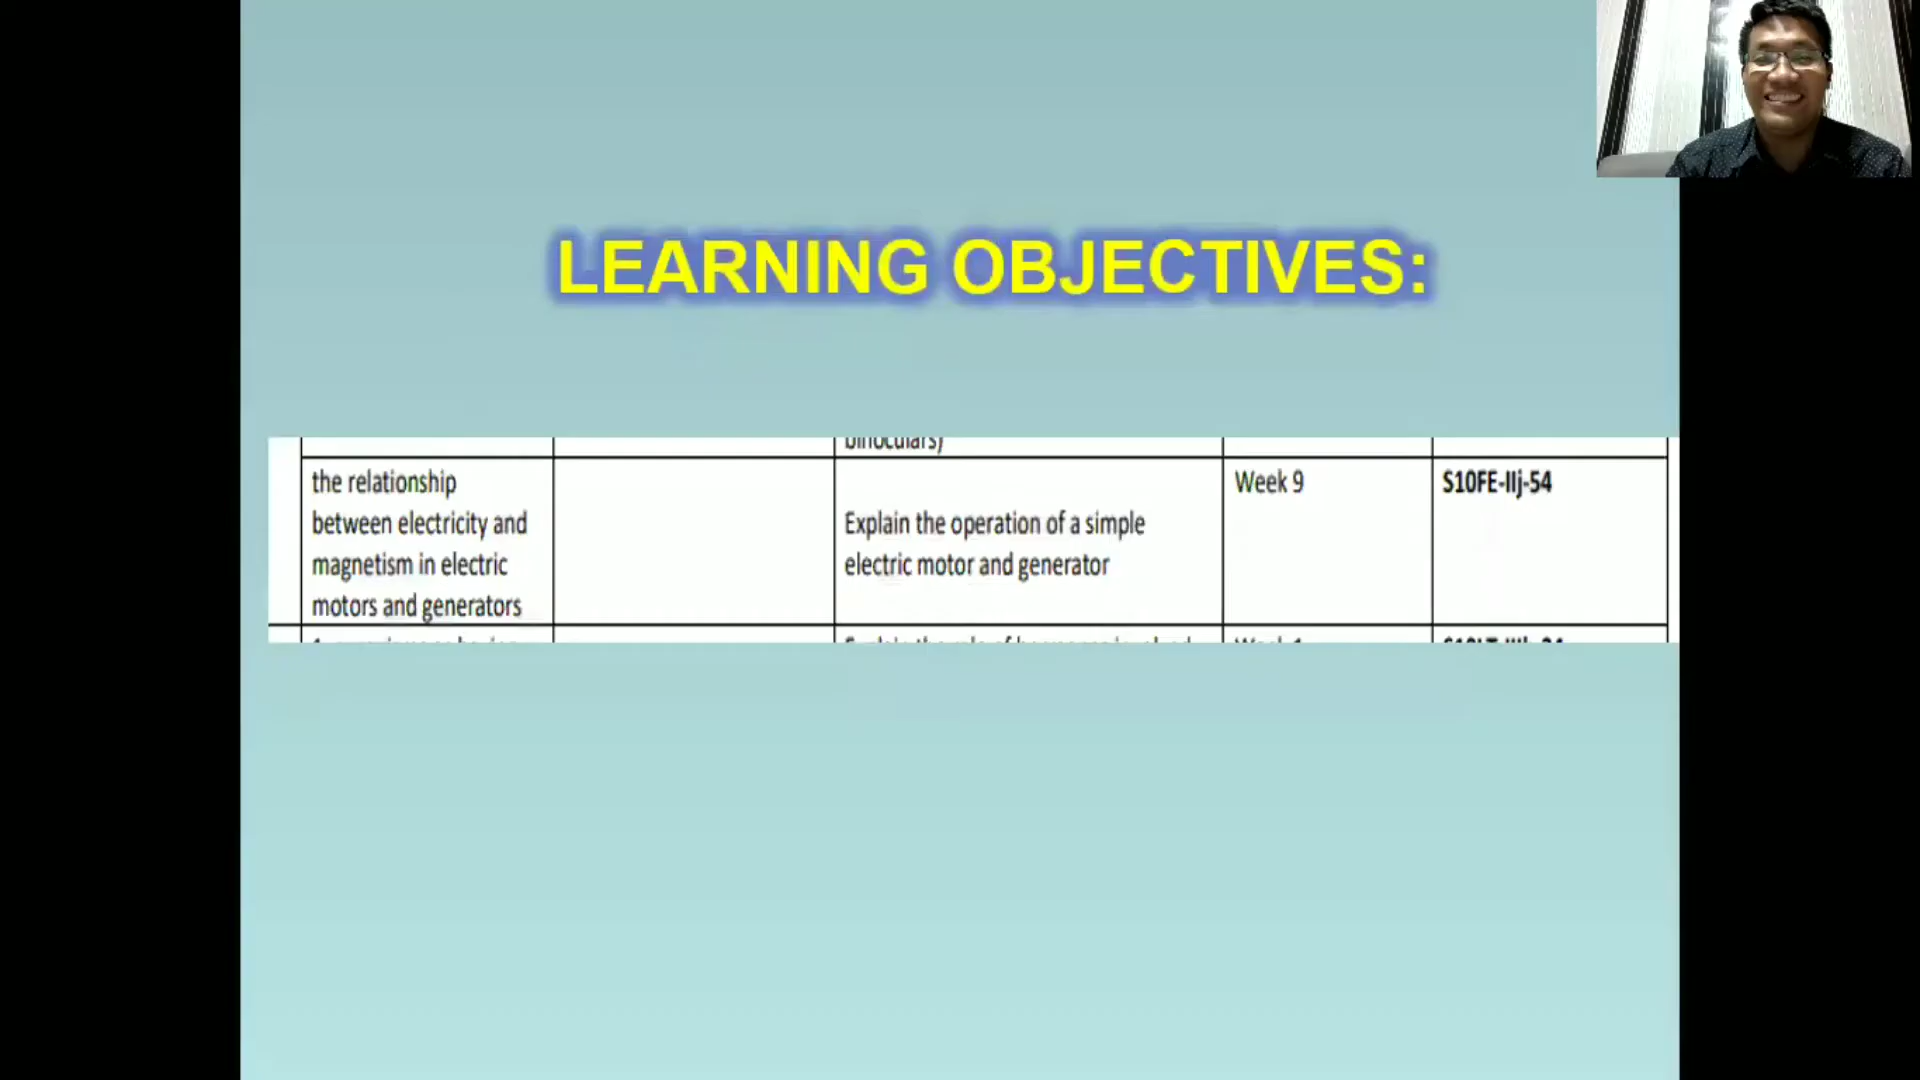 LEARNING OBJECTIVES:
binoculars)
the relationship
between electricity and
magnetism in electric
motors and generators
Explain the operation of a simple
electric motor and generator
Week 9
S10FE-IIj-54